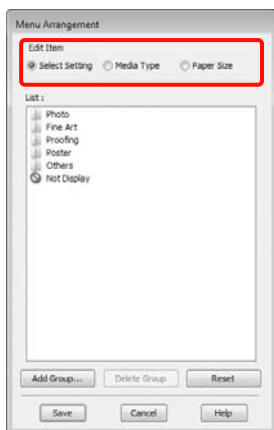 Menu Arrangement
Edit Item
Select Setting Media Type Paper Size
List :
Photo
Fine Art
Proofing
Poster
Others
Not Display
Add Group... Delete Group Reset
Save Cancel Help